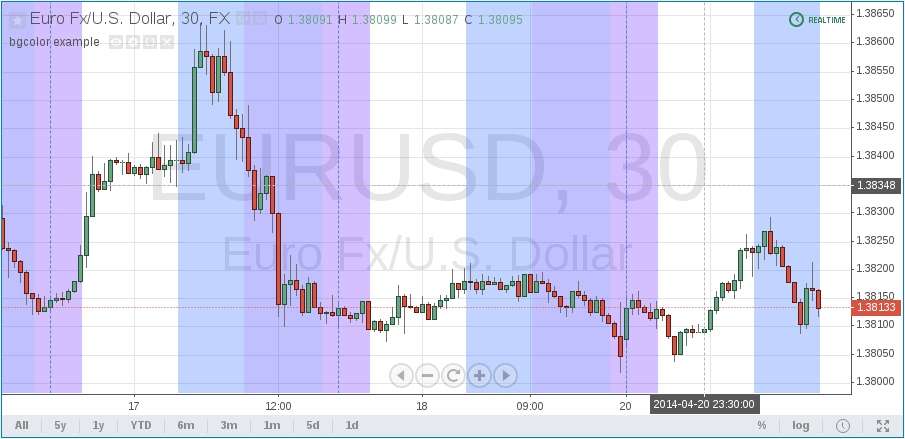 Euro Fx/U.S. Dollar, 30, FX O 1.38091 H 1.38099 L 1.38087 C 1.38095
REALTIME
bgcolor example
EURUSD, 30
Euro Fx/U.S. Dollar
1.38650
1.38600
1.38550
1.38500
1.38450
1.38400
1.38348
1.38300
1.38250
1.38200
1.38150
1.38133
1.38100
1.38050
1.38000
17 12:00 18 09:00 20 2014-04-20 23:30:00
All 5y 1y YTD 6m 3m 1m 5d 1d % log